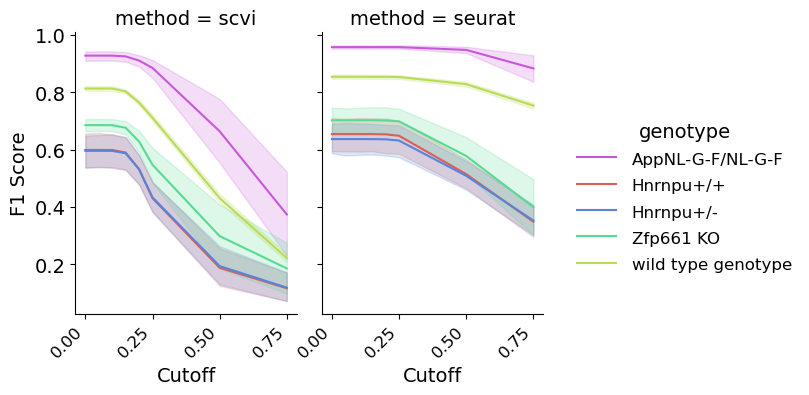 method = scvi
method = seurat
F1 Score
1.0
0.8
0.6
0.4
0.2
0.00
0.25
0.50
0.75
Cutoff
0.00
0.25
0.50
0.75
Cutoff
genotype
AppNL-G-F/NL-G-F
Hnrnpu+/+
Hnrnpu+/-
Zfp661 KO
wild type genotype